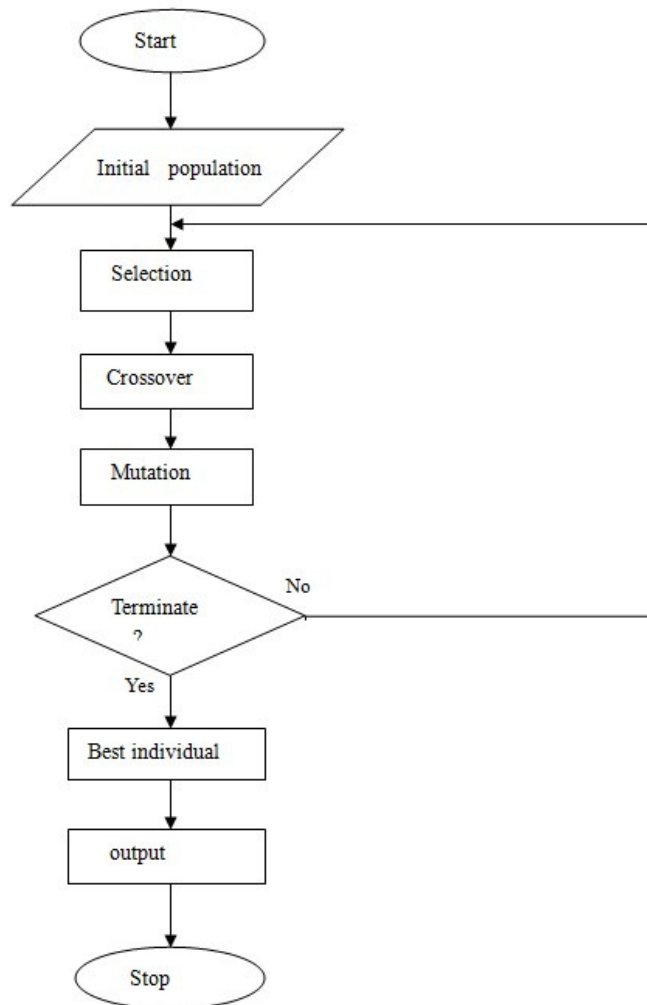 Start
Initial population
Selection
Crossover
Mutation
No
Terminate
?
Yes
Best individual
output
Stop